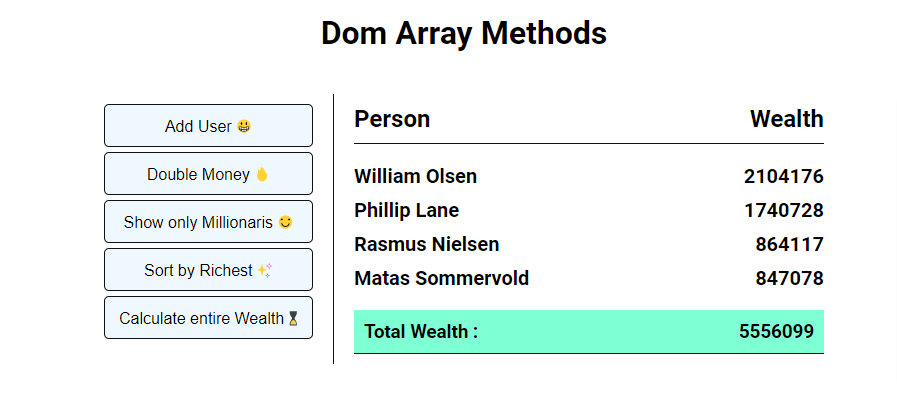 Dom Array Methods
Add User 😀
Double Money 👌
Show only Millionaris 😊
Sort by Richest ✨
Calculate entire Wealth ⌛
Person Wealth
William Olsen 2104176
Phillip Lane 1740728
Rasmus Nielsen 864117
Matas Sommervold 847078
Total Wealth : 5556099